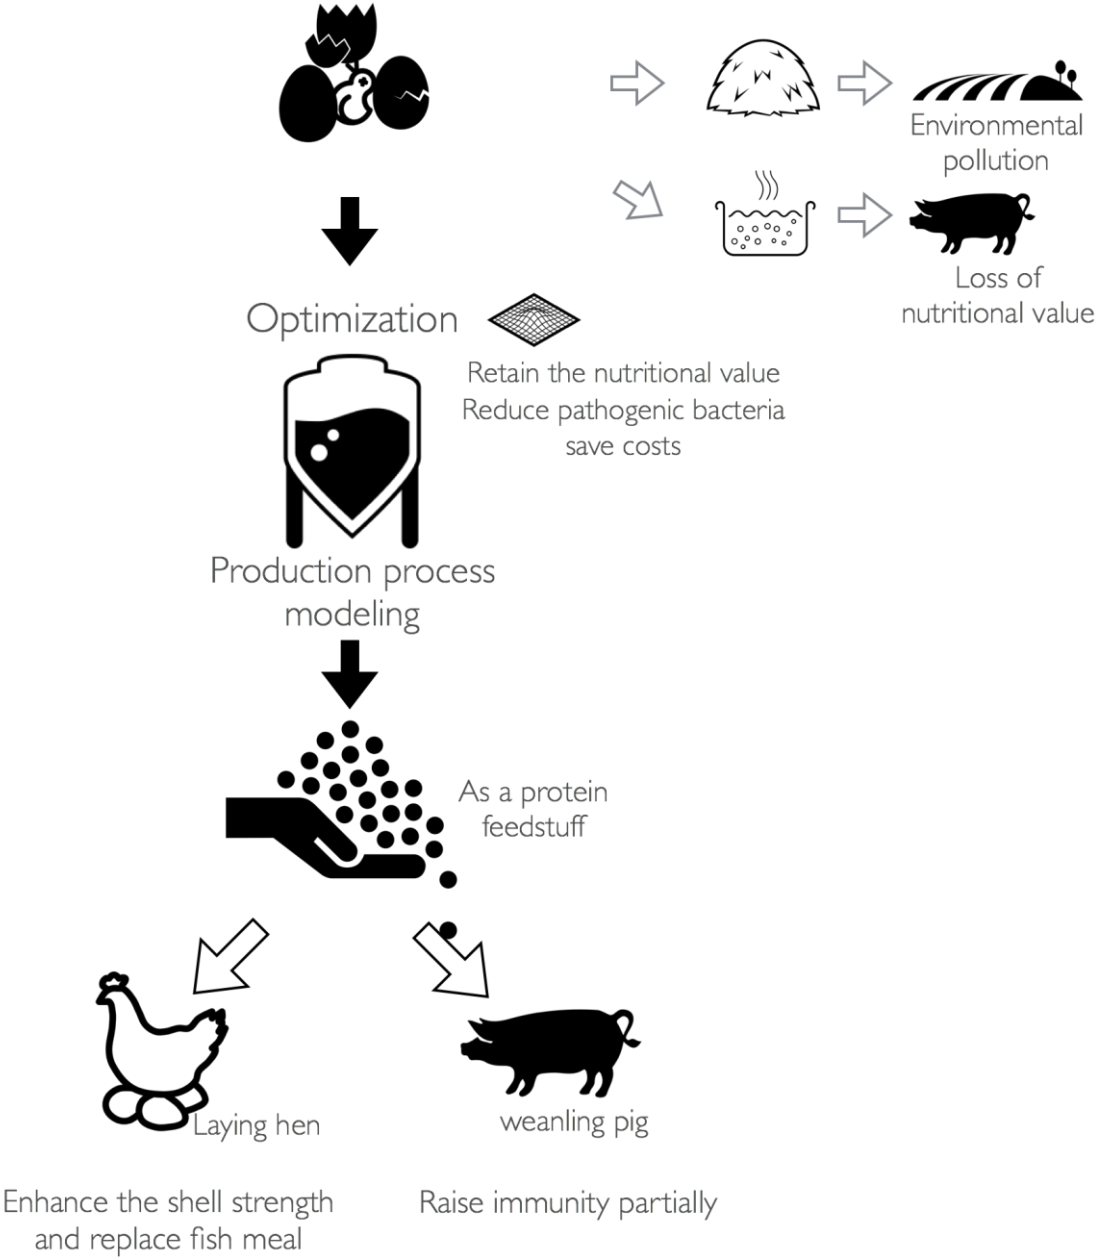 Environmental
pollution
Loss of
nutritional value
Optimization
Retain the nutritional value
Reduce pathogenic bacteria
save costs
Production process
modeling
As a protein
feedstuff
Laying hen
weanling pig
Enhance the shell strength
and replace fish meal
Raise immunity partially